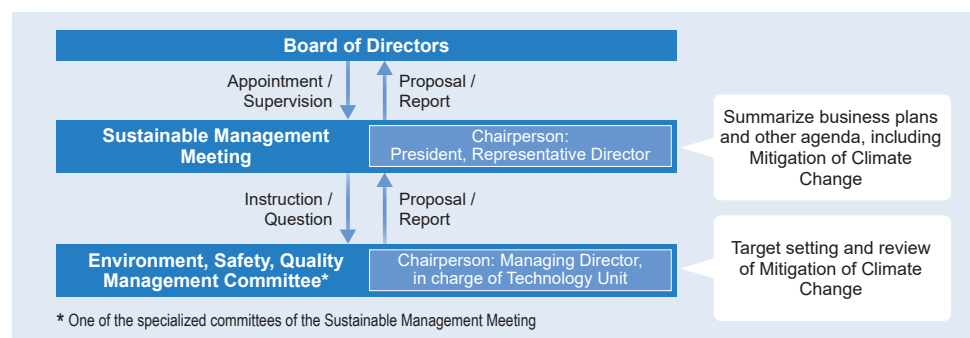 Board of Directors
Appointment /
Supervision
Proposal /
Report
Sustainable Management
Meeting
Chairperson:
President, Representative Director
Summarize business plans
and other agenda, including
Mitigation of Climate
Change
Instruction /
Question
Proposal /
Report
Environment, Safety, Quality
Management Committee*
Chairperson: Managing Director,
in charge of Technology Unit
Target setting and review
of Mitigation of Climate
Change
* One of the specialized committees of the Sustainable Management Meeting